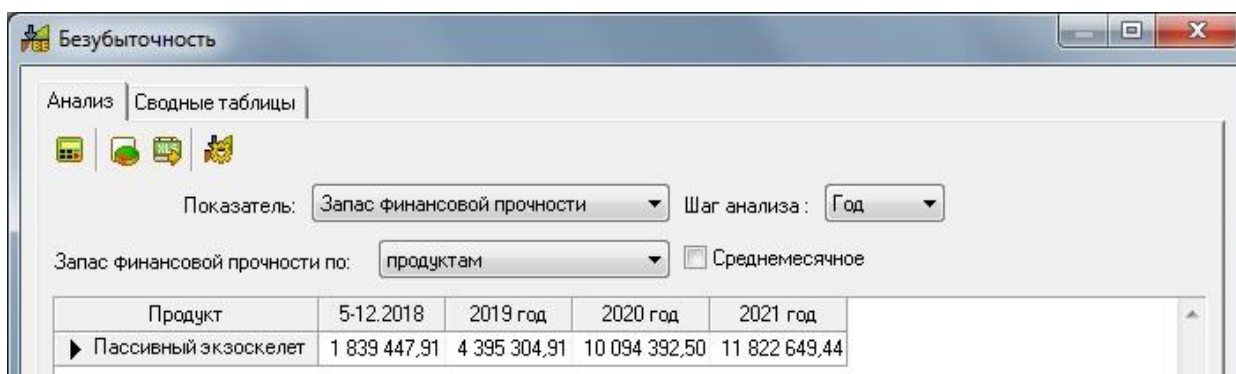 Безубыточность
Анализ Сводные таблицы
Показатель: Запас финансовой прочности Шаг анализа: Год
Запас финансовой прочности по: продуктам Среднемесячное
Продукт 5-12.2018 2019 год 2020 год 2021 год
Пассивный экзоскелет 1 839 447,91 4 395 304,91 10 094 392,50 11 822 649,44